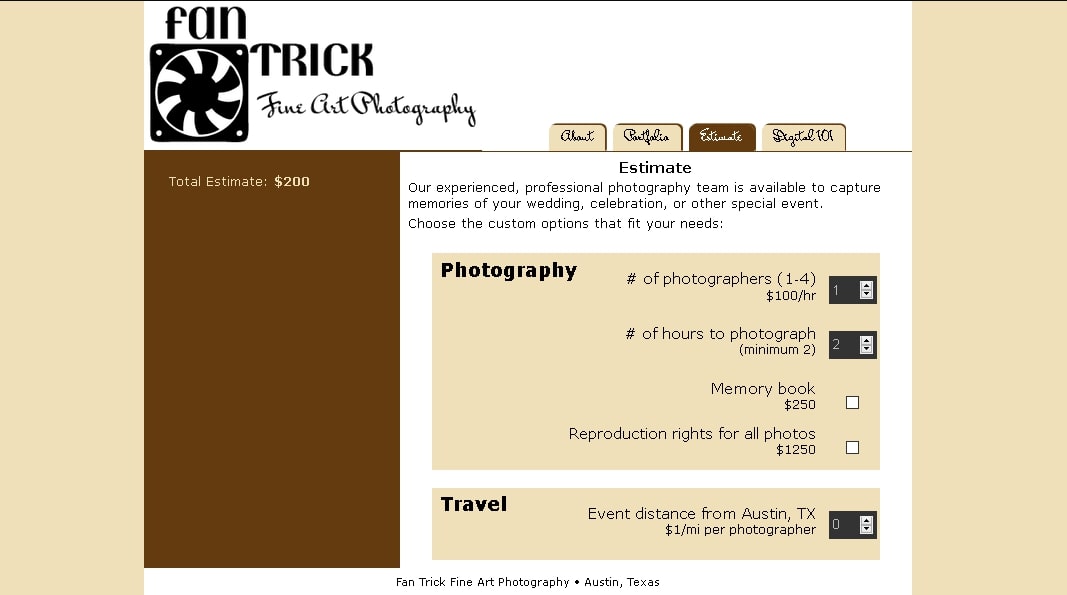 fan
TRICK
Fine Art Photography
About Portfolio Estimate Digital 101
Total Estimate: $200
Estimate
Our experienced, professional photography team is available to capture
memories of your wedding, celebration, or other special event.
Choose the custom options that fit your needs:
Photography
# of photographers (1-4)
$100/hr
1
# of hours to photograph
(minimum 2)
2
Memory book
$250
Reproduction rights for all photos
$1250
Travel
Event distance from Austin, TX
$1/mi per photographer
0
Fan Trick Fine Art Photography • Austin, Texas